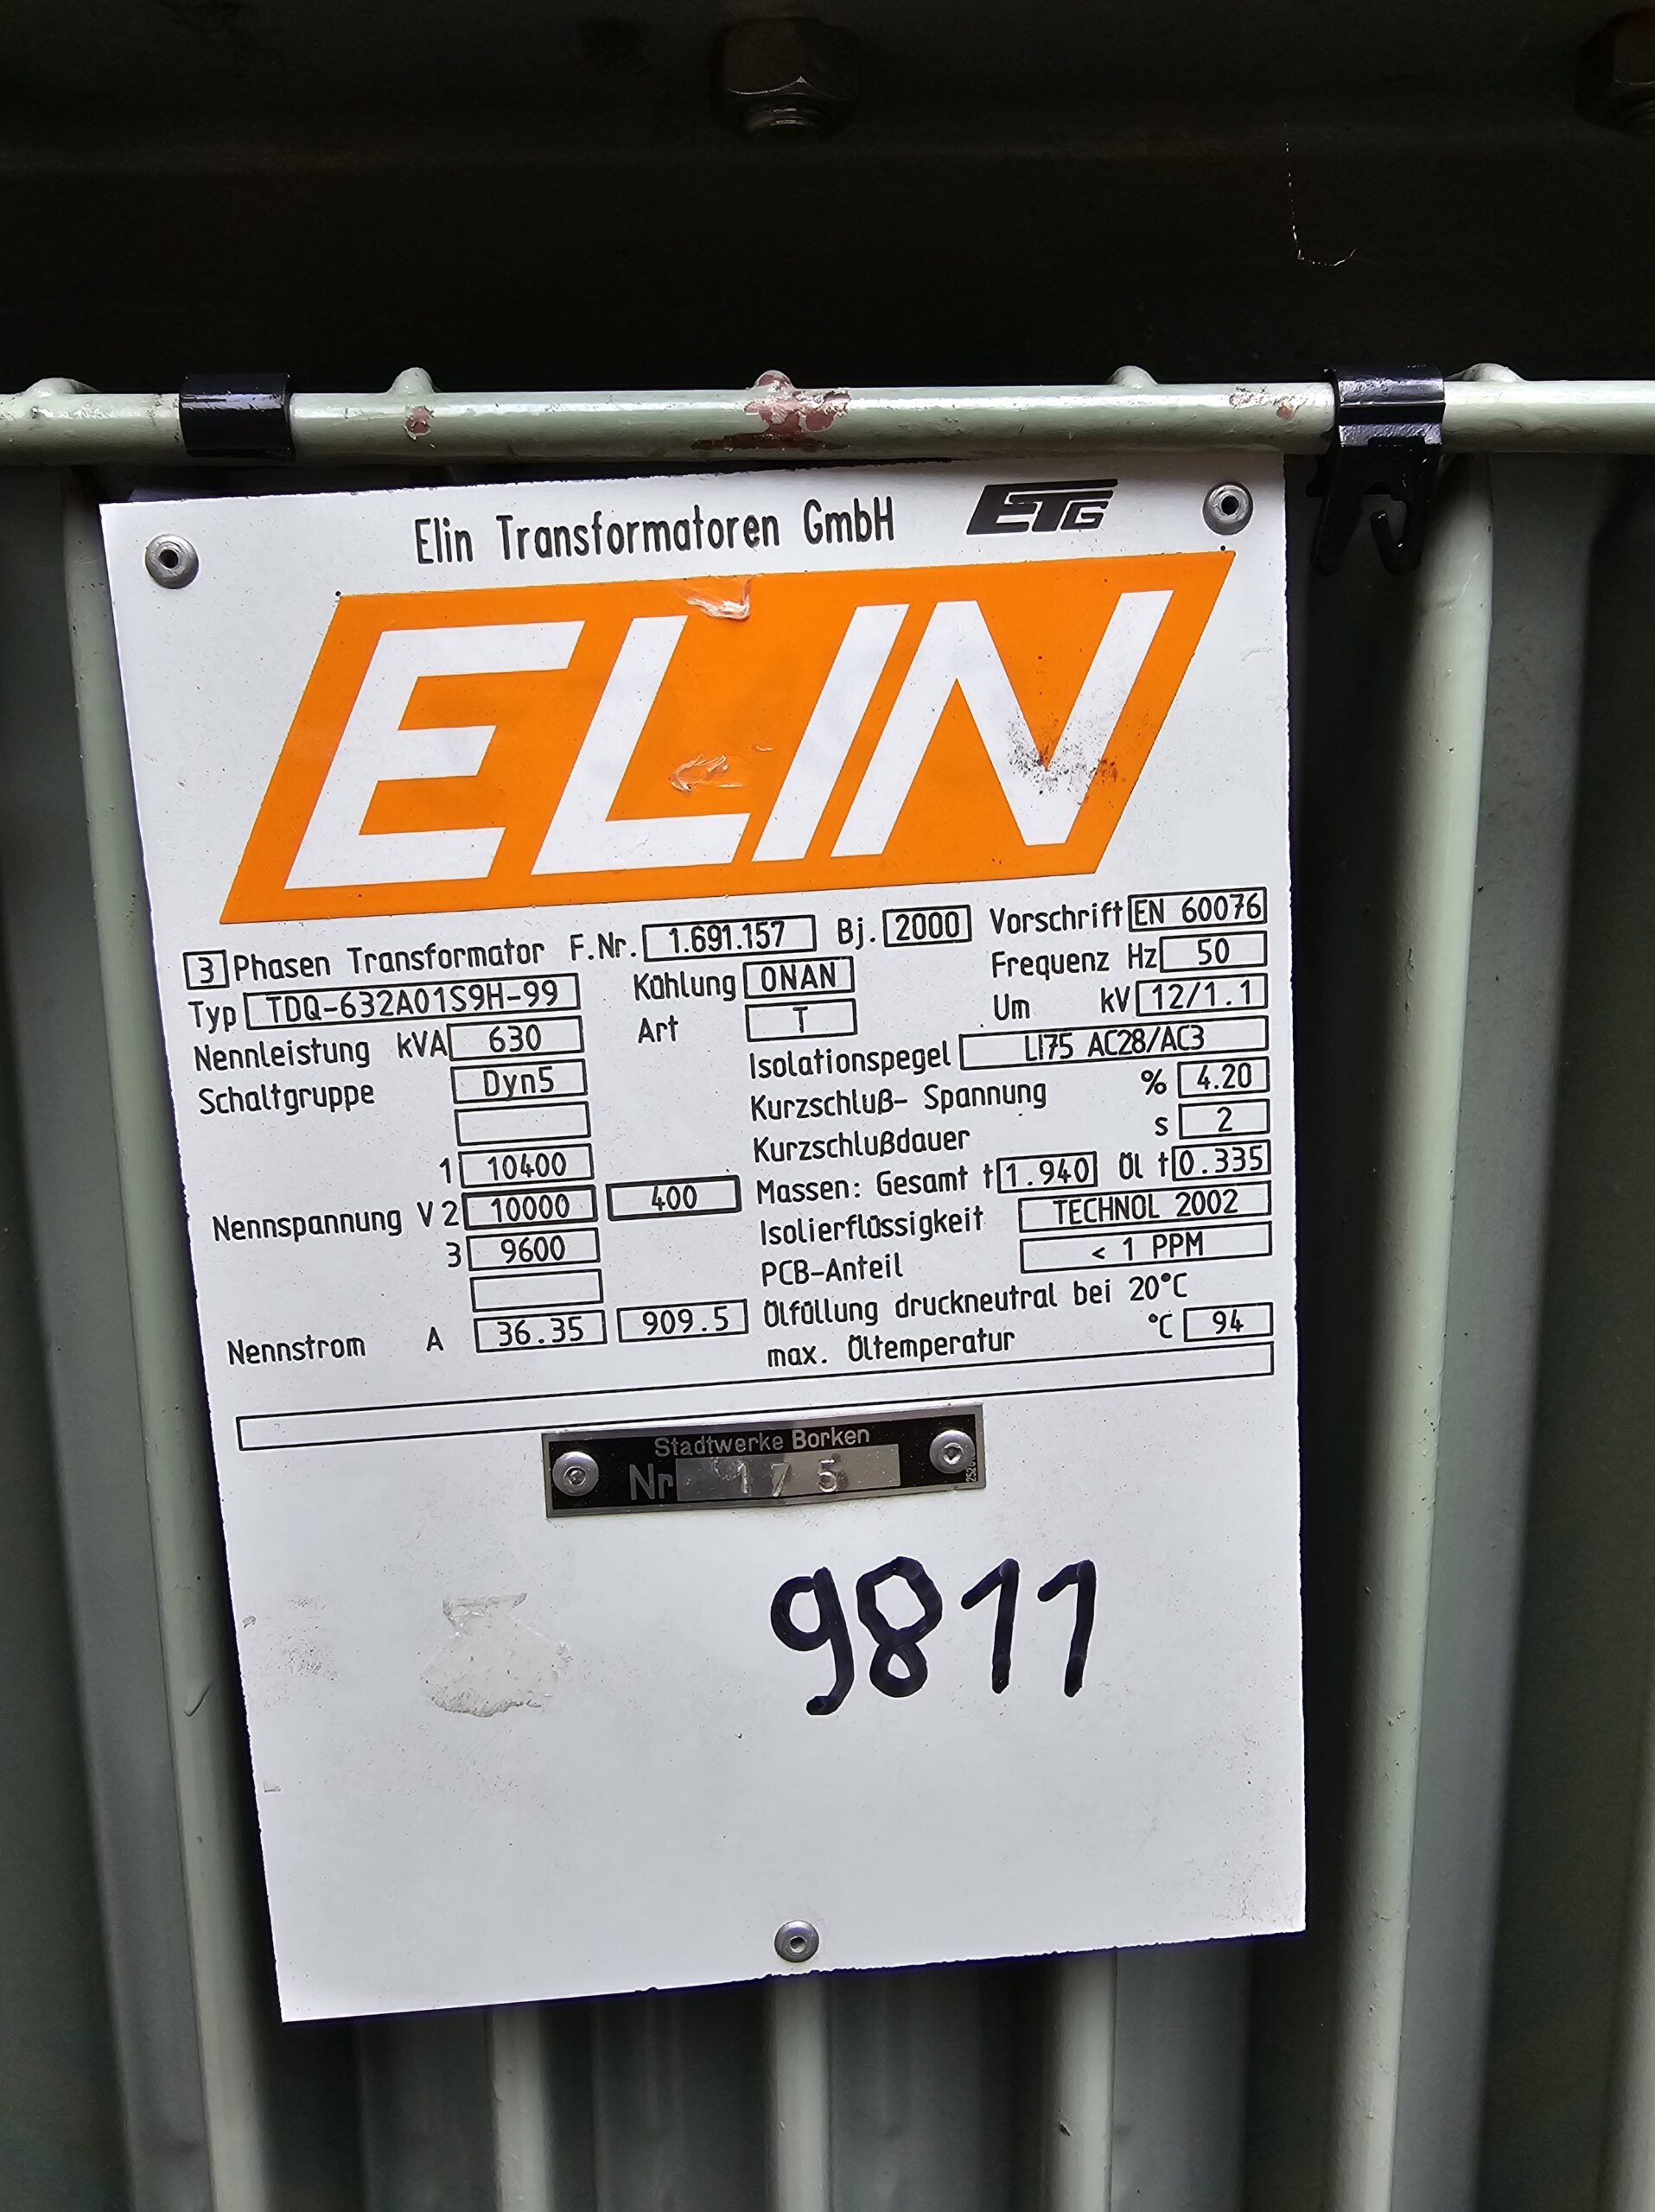 Elin Transformatoren GmbH ETG
ELIN
3 Phasen Transformator F.Nr. 1.691.157 Bj. 2000 Vorschrift EN 60076
Typ TDQ-632A01S9H-99 Kühlung ONAN Frequenz Hz 50
Nennleistung kVA 630 Art T Um kV 12/1.1
Schaltgruppe Dyn5 Isolationspegel LI75 AC28/AC3
Kurzschluß- Spannung % 4.20
1 10400 Kurzschlußdauer s 2
Nennspannung V 2 10000 400 Massen: Gesamt t 1.940 Öl t 0.335
3 9600 Isolierflüssigkeit TECHNOL 2002
PCB-Anteil < 1 PPM
Nennstrom A 36.35 909.5 Ölfüllung druckneutral bei 20°C
max. Öltemperatur °C 94
Stadtwerke Borken
Nr 175
9811